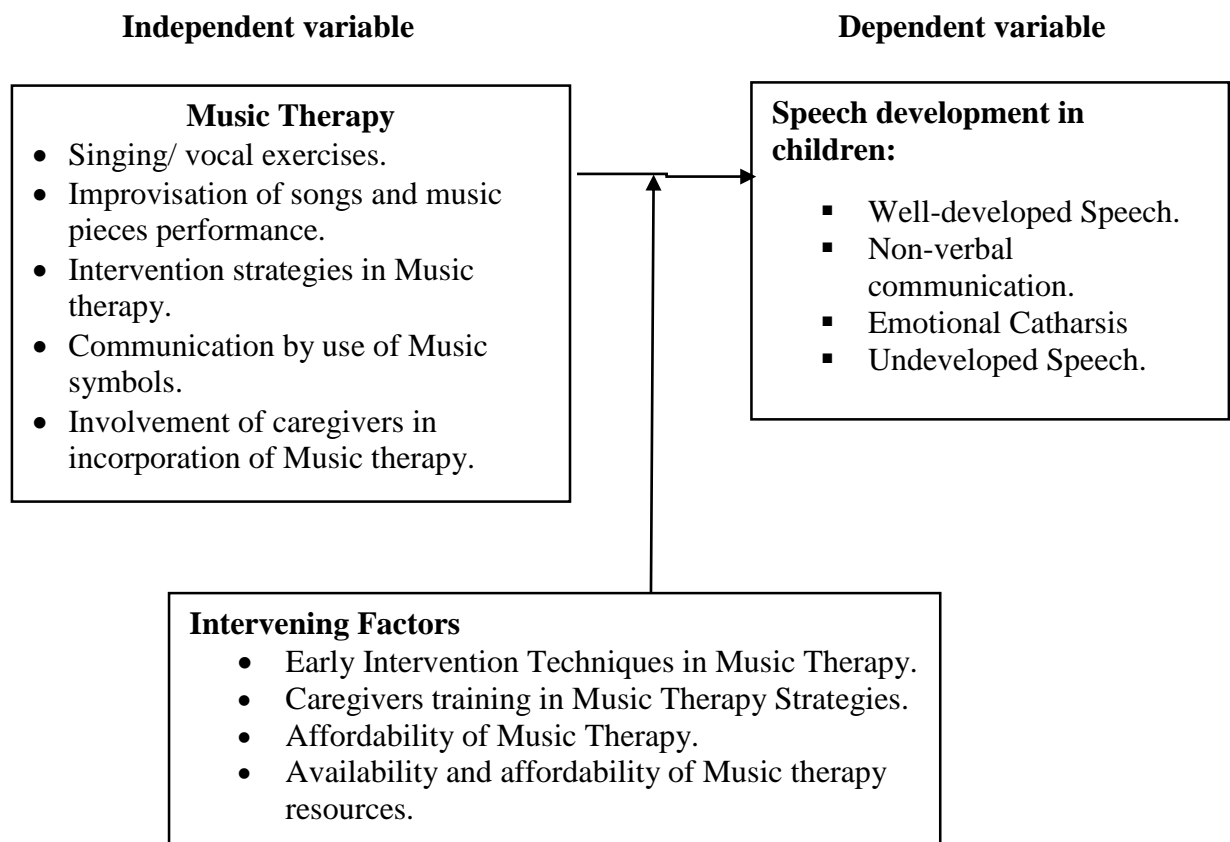 Independent variable
Dependent variable
Music Therapy
• Singing/ vocal exercises.
• Improvisation of songs and music
pieces performance.
• Intervention strategies in Music
therapy.
• Communication by use of Music
symbols.
• Involvement of caregivers in
incorporation of Music therapy.
Speech development in
children:
▪ Well-developed Speech.
▪ Non-verbal
communication.
▪ Emotional Catharsis
▪ Undeveloped Speech.
Intervening Factors
• Early Intervention Techniques in Music Therapy.
• Caregivers training in Music Therapy Strategies.
• Affordability of Music Therapy.
• Availability and affordability of Music therapy
resources.